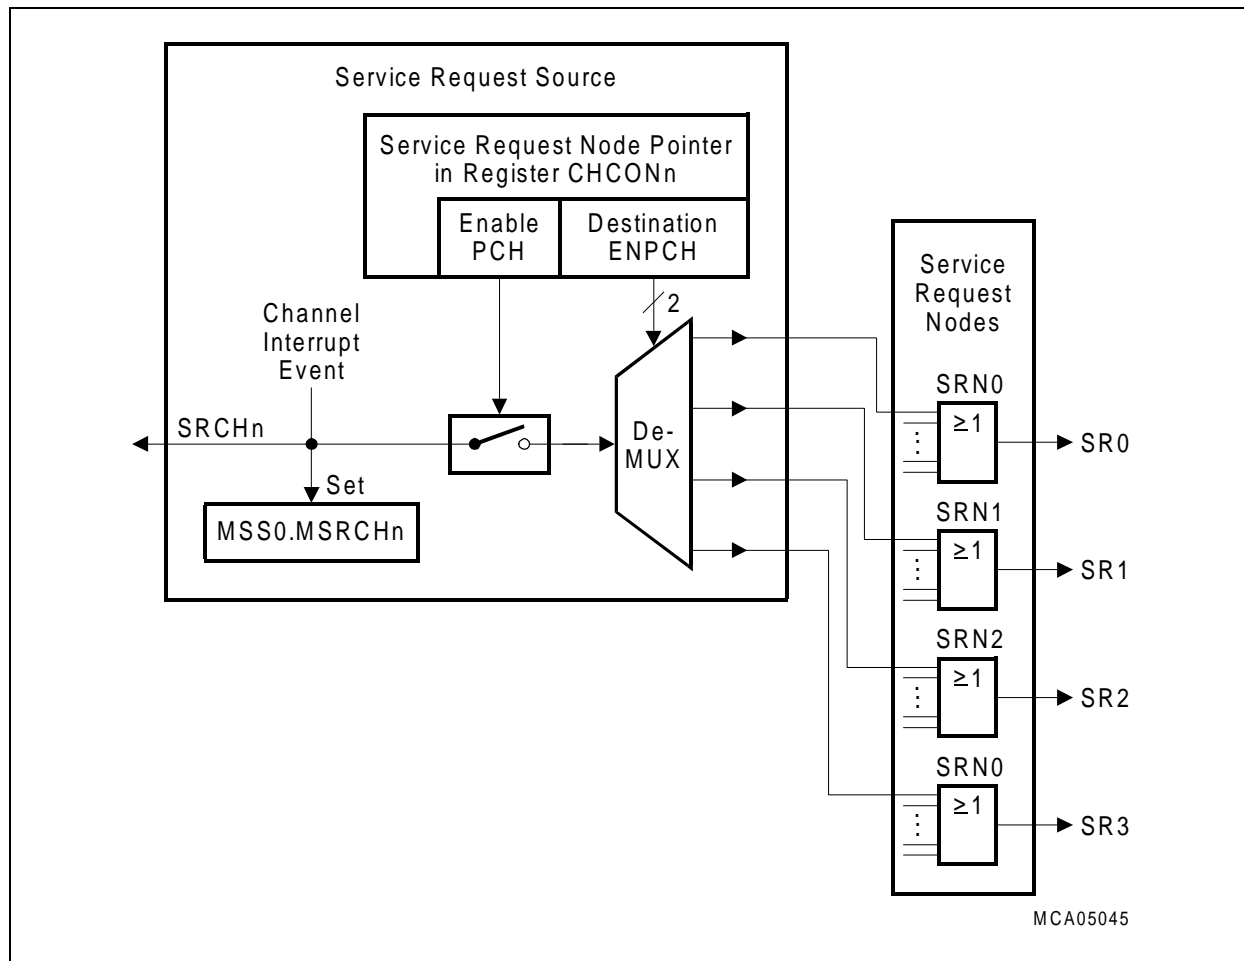 Service Request Source
Service Request Node Pointer
in Register CHCONn
Enable
PCH
Destination
ENPCH
2
Channel
Interrupt
Event
SRCHn
Set
MSS0.MSRCHn
De-
MUX
Service
Request
Nodes
SRN0
≥1
SR0
SRN1
≥1
SR1
SRN2
≥1
SR2
SRN0
≥1
SR3
MCA05045